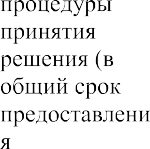 процедуры
принятия
решения (в
общий срок
предоставлени
я